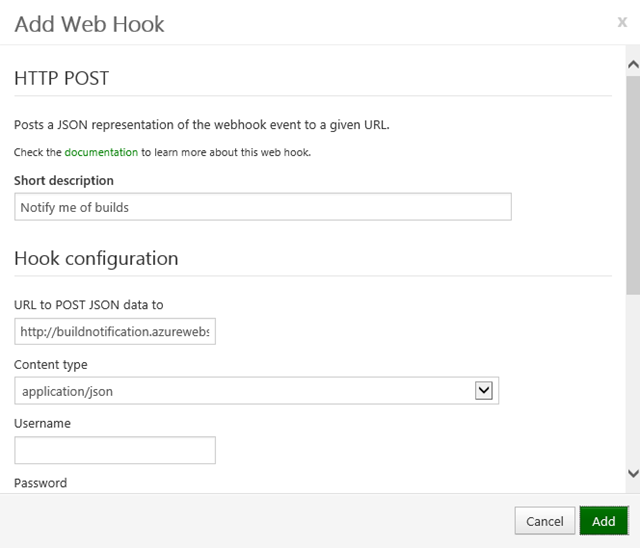 Add Web Hook
x
HTTP POST
Posts a JSON representation of the webhook event to a given URL.
Check the documentation to learn more about this web hook.
Short description
Notify me of builds
Hook configuration
URL to POST JSON data to
http://buildnotification.azurewebs
Content type
application/json
Username
Password
Cancel
Add